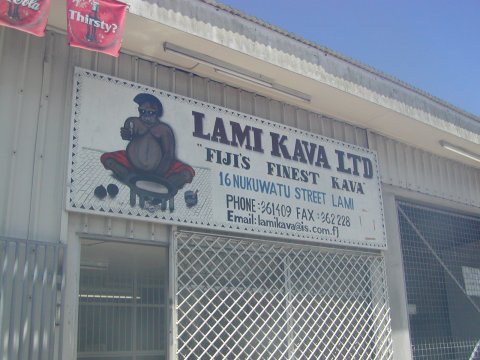 Cola
Thirsty?
LAMI KAVA LTD
"FIJI'S FINEST KAVA"
16 NUKUWATU STREET LAMI
PHONE: 361409 FAX: 362 228
Email: lamikava@is.com.fj